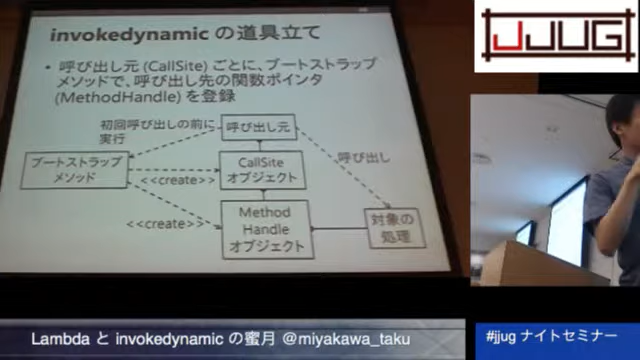 invokedynamic の道具立て
• 呼び出し元 (CallSite) ごとに、ブートストラップ
メソッドで、呼び出し先の関数ポインタ
(MethodHandle) を登録
初回呼び出しの前に
実行
呼び出し元
ブートストラップ
メソッド
<<create>>
CallSite
オブジェクト
呼び出し
<<create>>
Method
Handle
オブジェクト
対象の
処理
JJUG
Lambda と invokedynamic の蜜月 @miyakawa_taku
#jjug ナイトセミナー